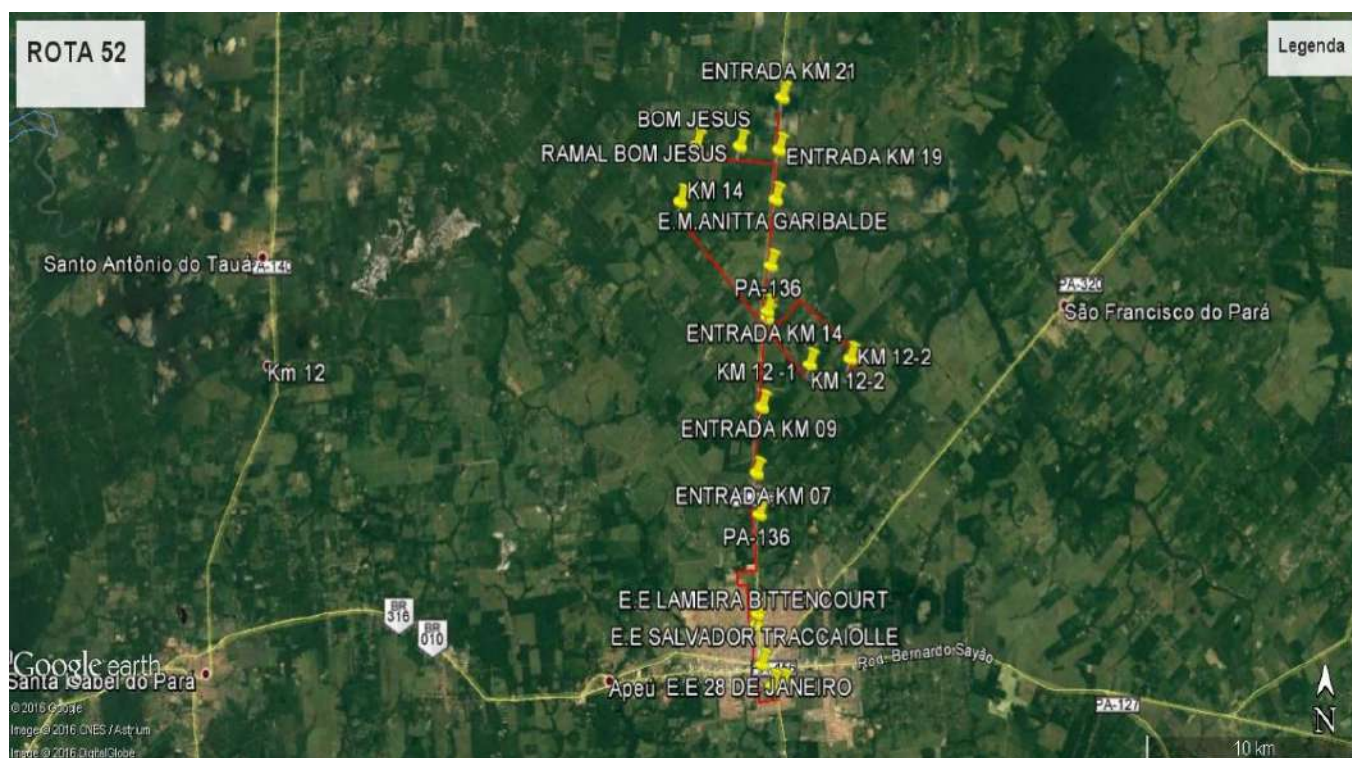 ROTA 52
Legenda
ENTRADA KM 21
BOM JESUS
RAMAL BOM JESUS
ENTRADA KM 19
KM 14
E.M.ANITTA GARIBALDE
Santo Antônio do Tauá
PA-140
PA-136
PA-320
São Francisco do Pará
ENTRADA KM 14
KM 12-2
Km 12
KM 12 -1
KM 12-2
ENTRADA KM 09
ENTRADA KM 07
PA-136
E.E LAMEIRA BITTENCOURT
BR
316
BR
010
E.E SALVADOR TRACCAIOLLE
Rod. Bernardo Sayão
Google earth
Santa Isabel do Pará
Apeú
E.E 28 DE JANEIRO
PA-127
© 2016 Google
Image © 2016 CNES / Astrium
Image © 2016 DigitalGlobe
N
10 km